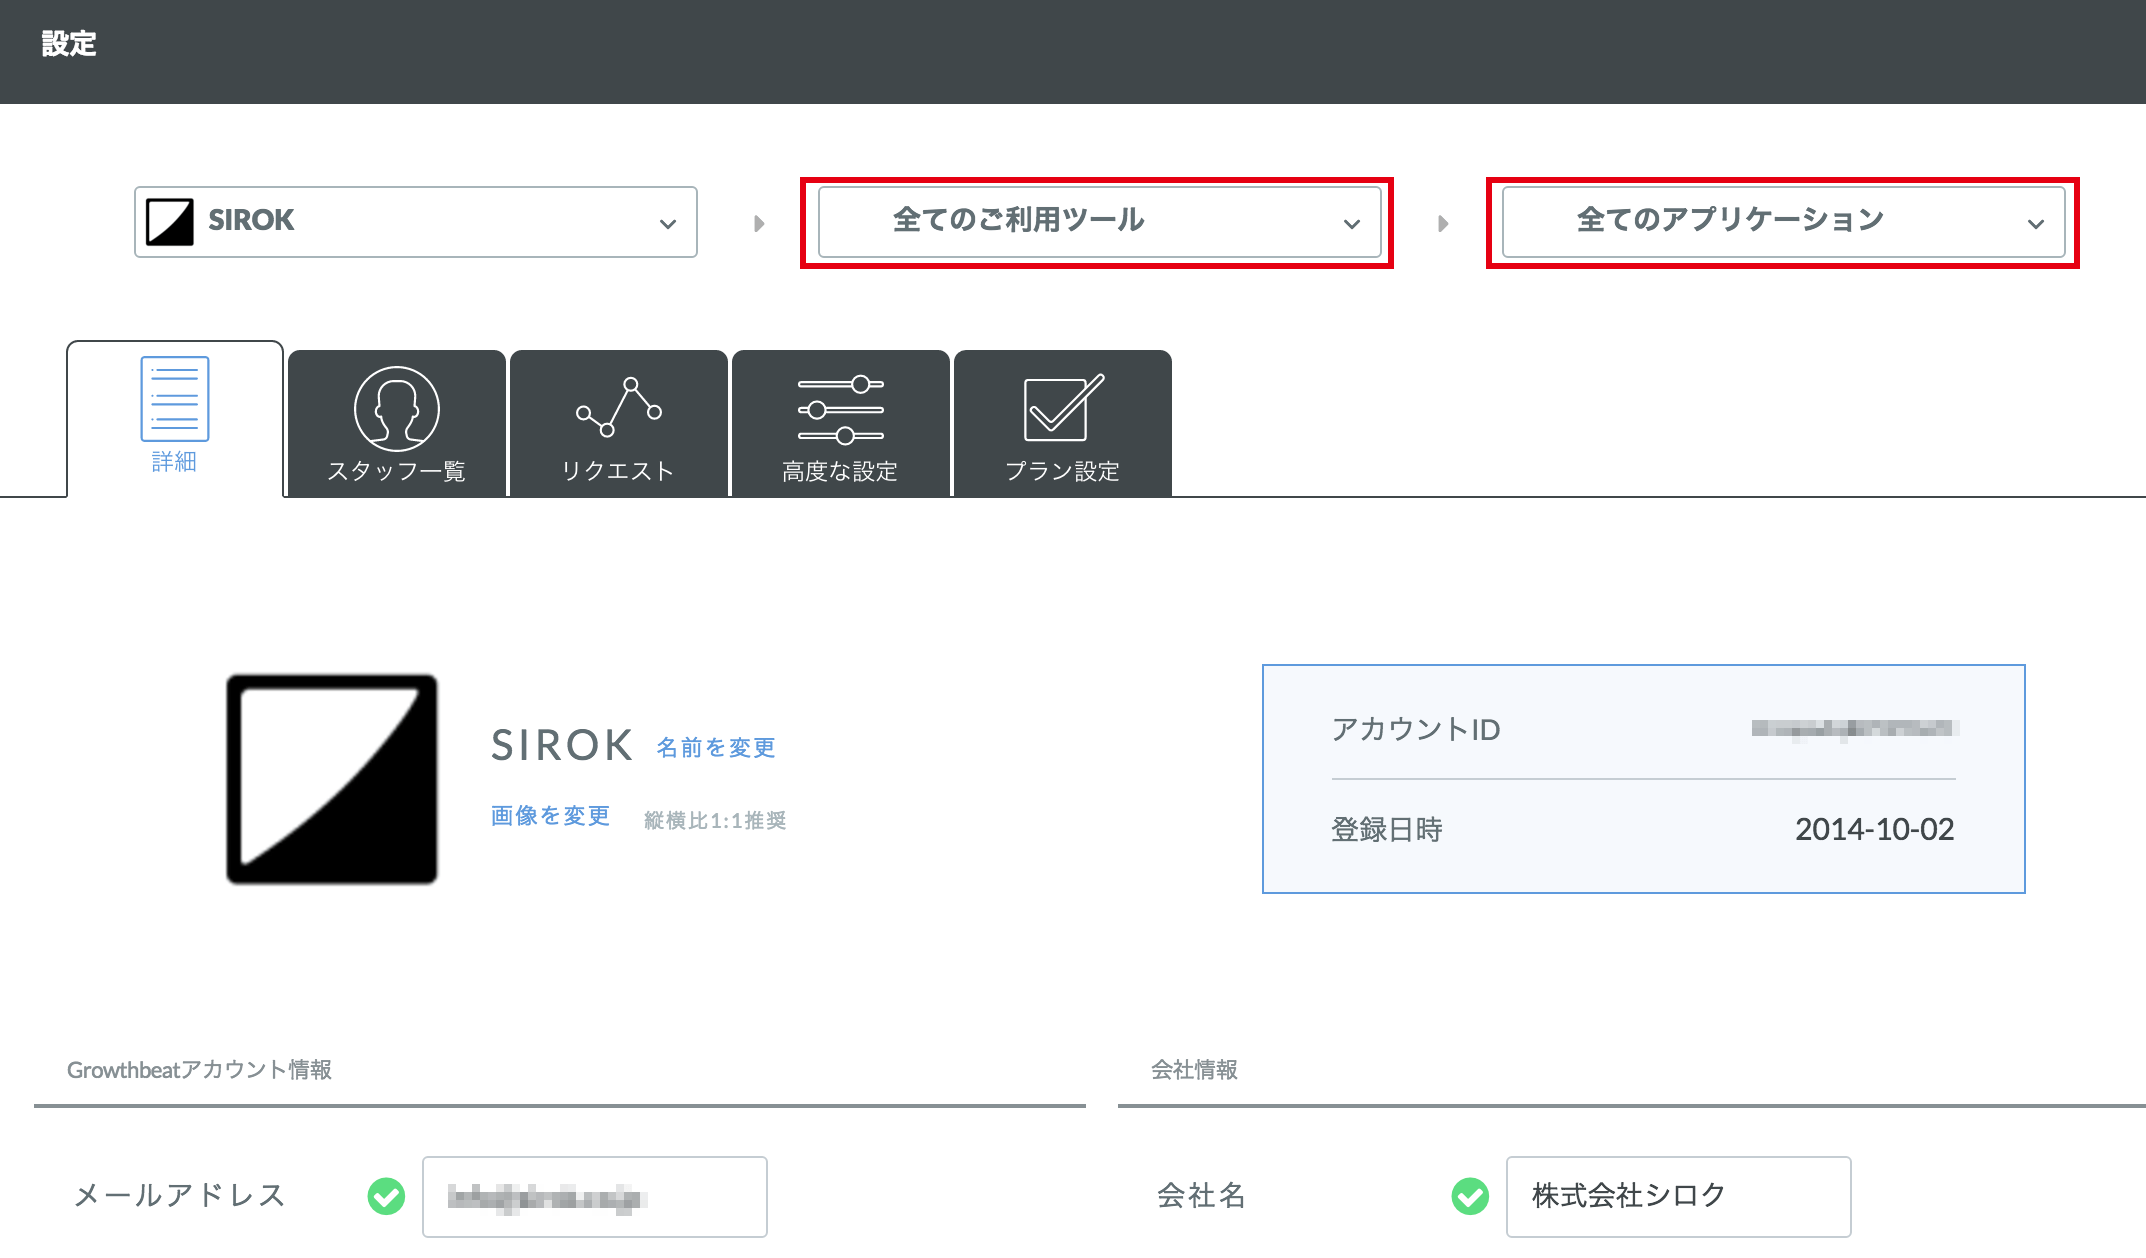 設定
SIROK
全てのご利用ツール
全てのアプリケーション
詳細
スタッフ一覧
リクエスト
高度な設定
プラン設定
SIROK 名前を変更
画像を変更 縦横比1:1推奨
アカウントID
登録日時 2014-10-02
Growthbeatアカウント情報
会社情報
メールアドレス
会社名 株式会社シロク